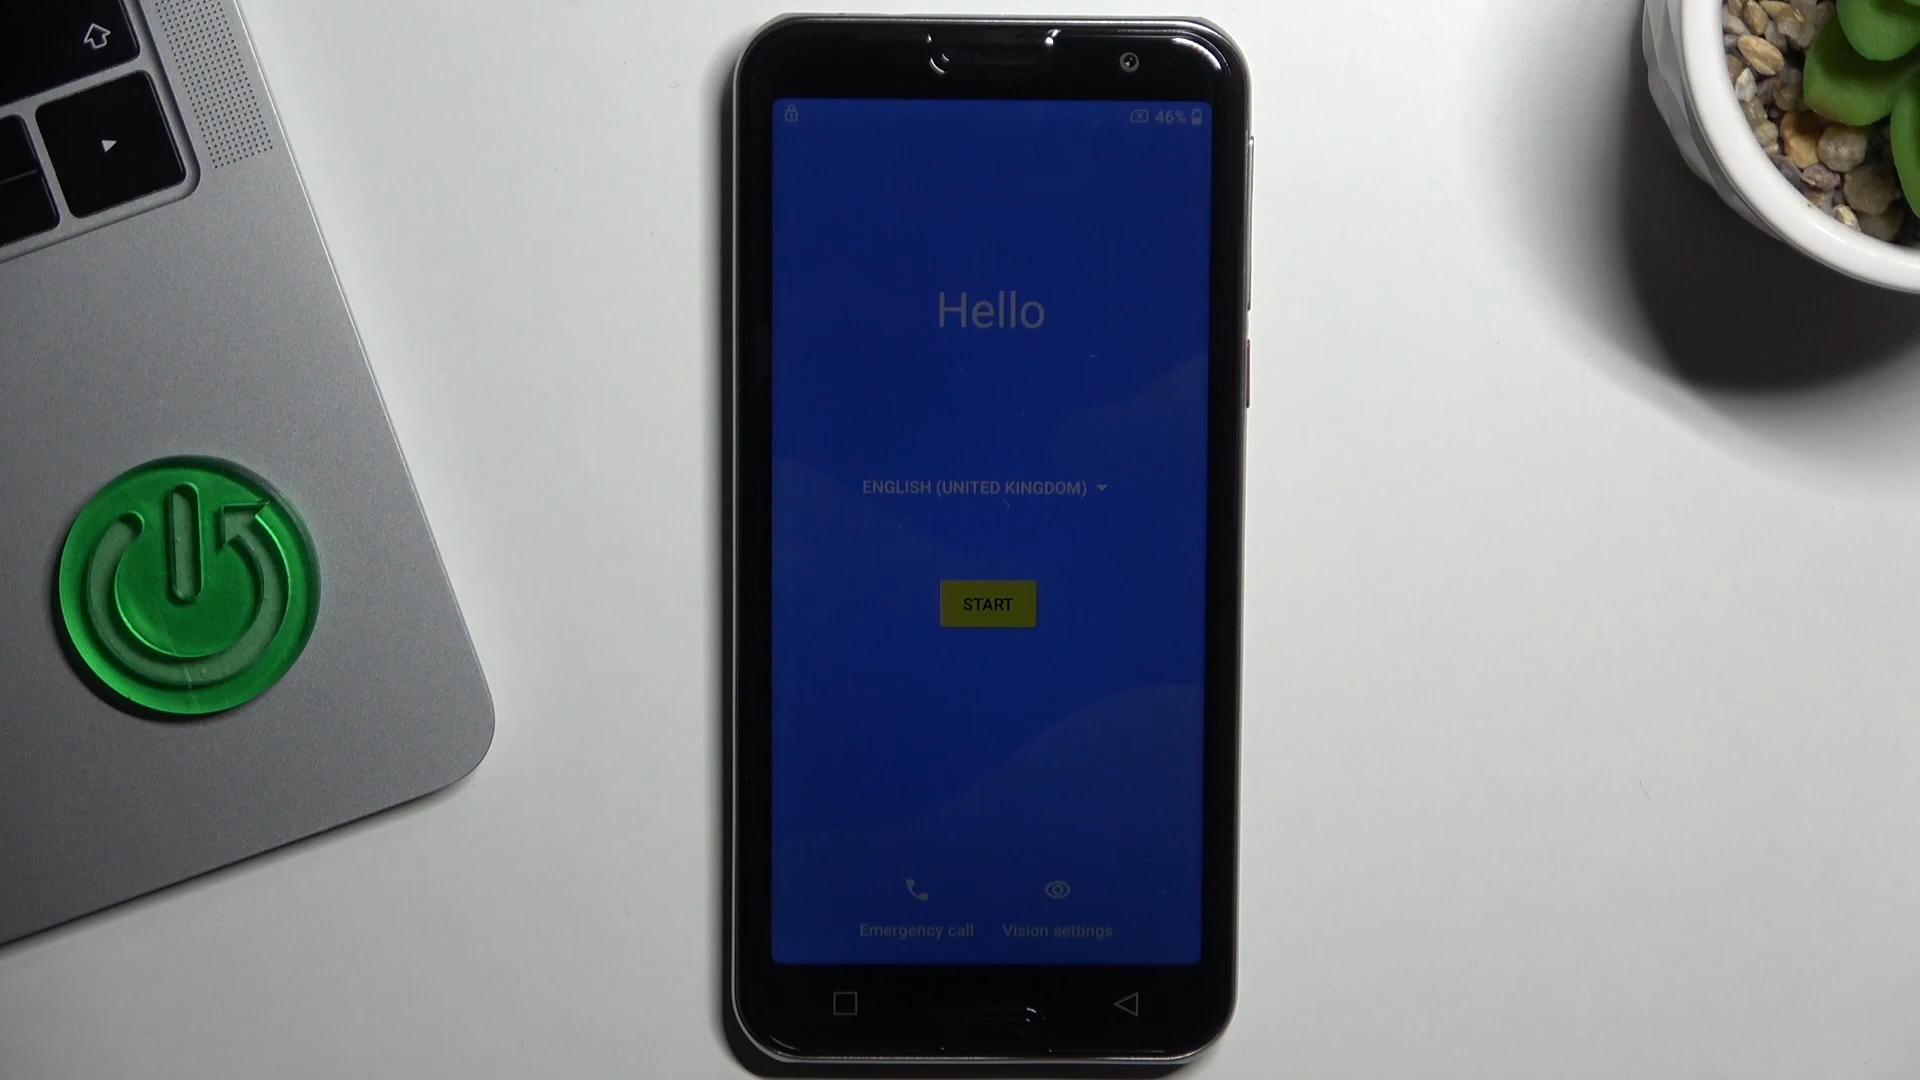 46%
Hello
ENGLISH (UNITED KINGDOM)
START
Emergency call
Vision settings